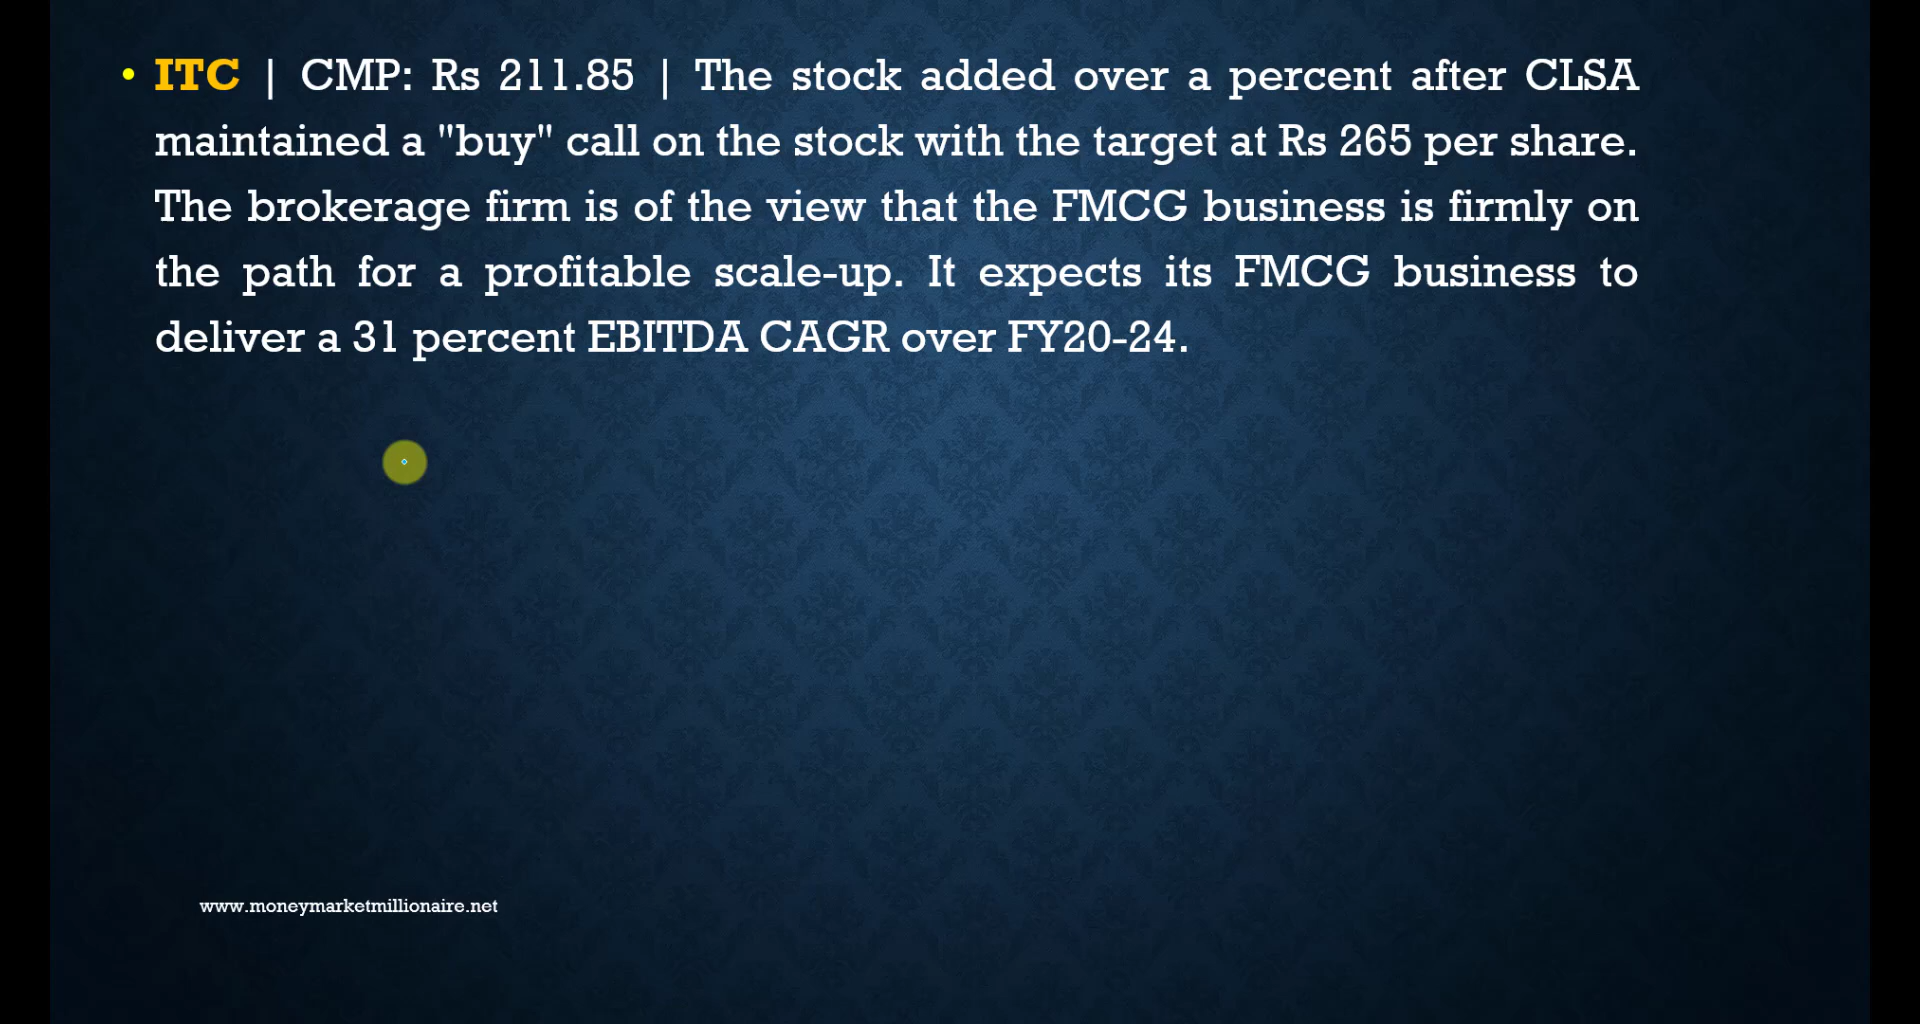 • ITC | CMP: Rs 211.85 | The stock added over a percent after CLSA
maintained a "buy" call on the stock with the target at Rs 265 per share.
The brokerage firm is of the view that the FMCG business is firmly on
the path for a profitable scale-up. It expects its FMCG business to
deliver a 31 percent EBITDA CAGR over FY20-24.
www.moneymarketmillionaire.net